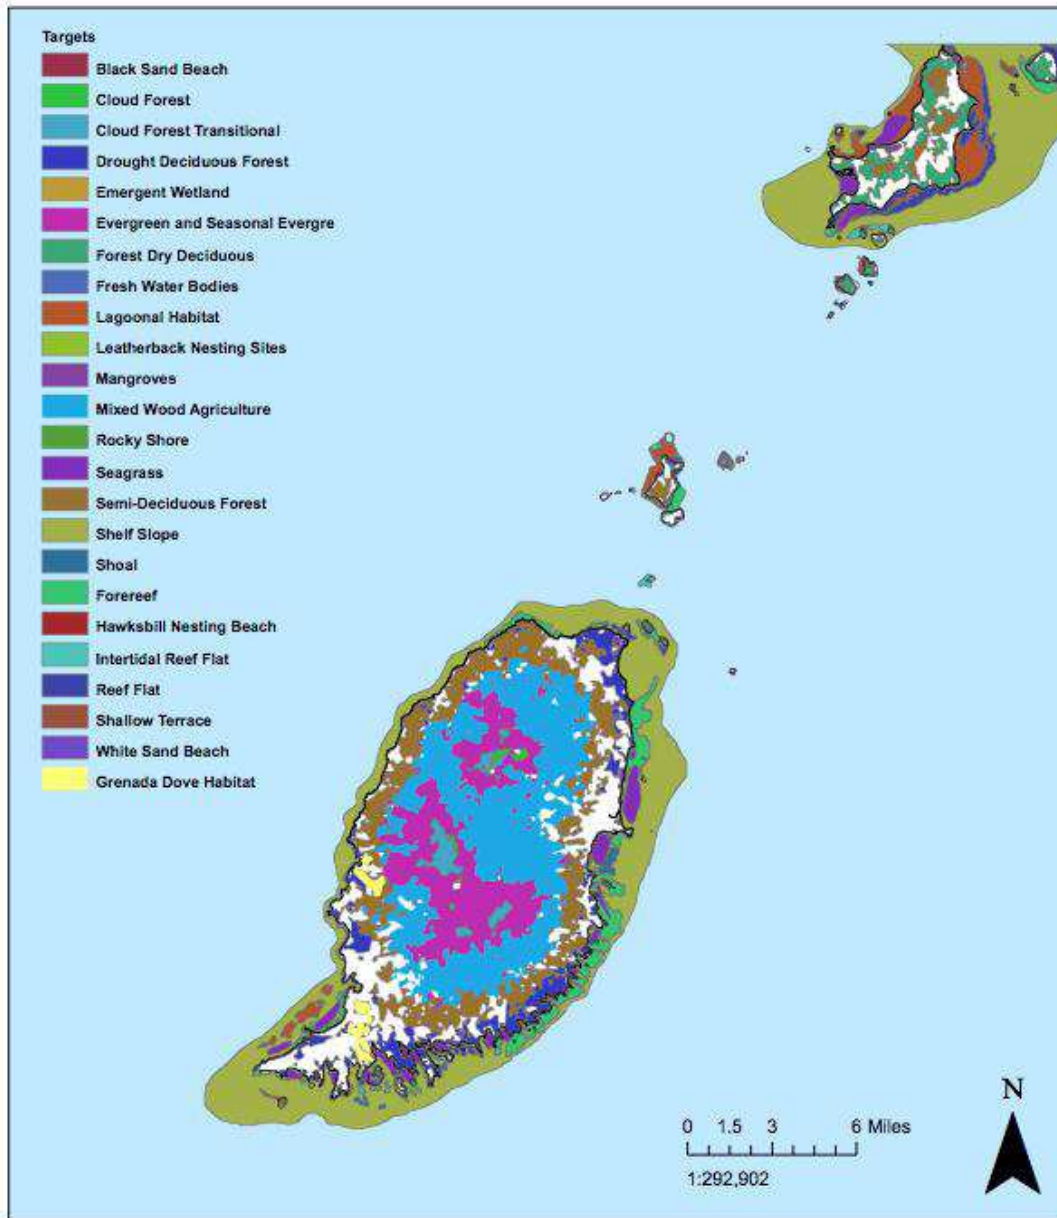 Targets
Black Sand Beach
Cloud Forest
Cloud Forest Transitional
Drought Deciduous Forest
Emergent Wetland
Evergreen and Seasonal Evergre
Forest Dry Deciduous
Fresh Water Bodies
Lagoonal Habitat
Leatherback Nesting Sites
Mangroves
Mixed Wood Agriculture
Rocky Shore
Seagrass
Semi-Deciduous Forest
Shelf Slope
Shoal
Forereef
Hawksbill Nesting Beach
Intertidal Reef Flat
Reef Flat
Shallow Terrace
White Sand Beach
Grenada Dove Habitat
N
0 1.5 3 6 Miles
1:292,902